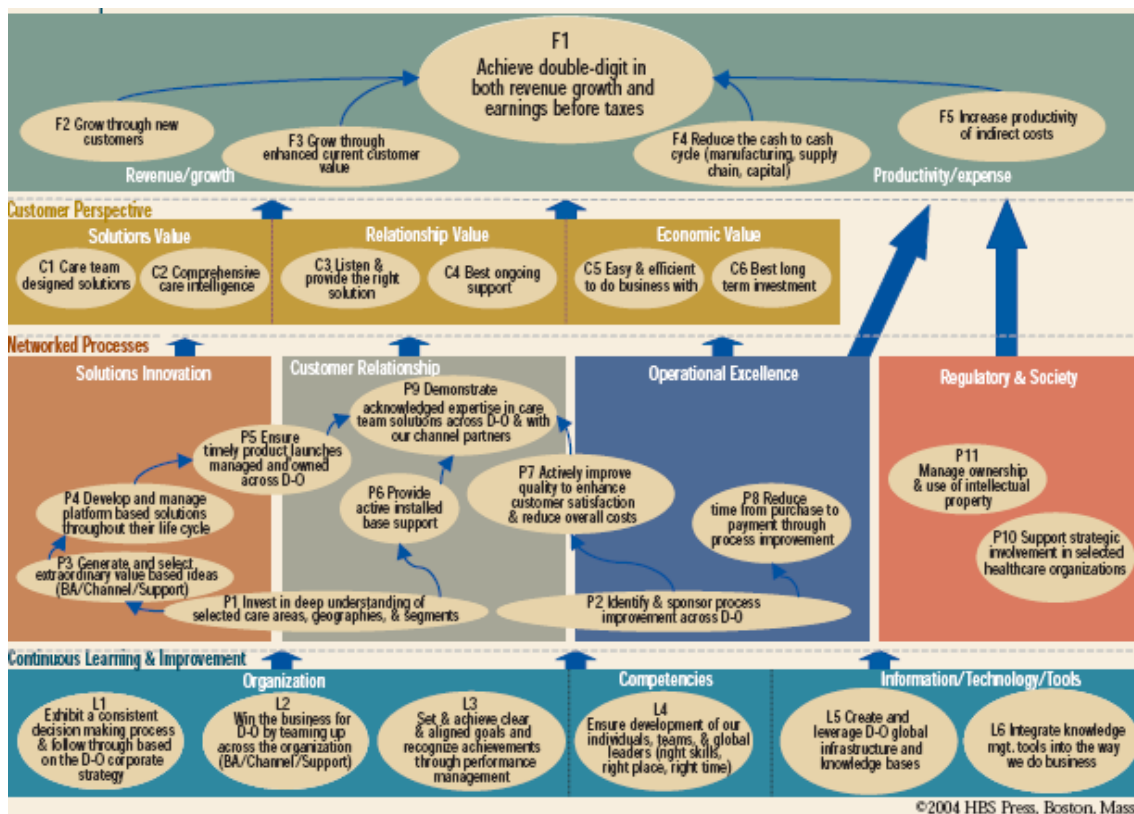 F1
Achieve double-digit in
both revenue growth and
earnings before taxes
F2 Grow through new
customers
F3 Grow through
enhanced current customer
value
F4 Reduce the cash to cash
cycle (manufacturing, supply
chain, capital)
F5 Increase productivity
of indirect costs
Revenue/growth
Productivity/expense
Customer Perspective
Solutions Value
C1 Care team
designed solutions
C2 Comprehensive
care intelligence
Relationship Value
C3 Listen &
provide the right
solution
C4 Best ongoing
support
Economic Value
C5 Easy & efficient
to do business with
C6 Best long
term investment
Networked Processes
Solutions Innovation
Customer Relationship
Operational Excellence
Regulatory & Society
P9 Demonstrate
acknowledged expertise in care
team solutions across D-O & with
our channel partners
P5 Ensure
timely product launches
managed and owned
across D-O
P4 Develop and manage
platform based solutions
throughout their life cycle
P6 Provide
active installed
base support
P7 Actively improve
quality to enhance
customer satisfaction
& reduce overall costs
P8 Reduce
time from purchase to
payment through
process improvement
P11
Manage ownership
& use of intellectual
property
P10 Support strategic
involvement in selected
healthcare organizations
P3 Generate and select
extraordinary value based ideas
(BA/Channel/Support)
P1 Invest in deep understanding of
selected care areas, geographies, & segments
P2 Identify & sponsor process
improvement across D-O
Continuous Learning & Improvement
Organization
Competencies
Information/Technology/Tools
L1
Exhibit a consistent
decision making process
& follow through based
on the D-O corporate
strategy
L2
Win the business for
D-O by teaming up
across the organization
(BA/Channel/Support)
L3
Set & achieve clear
& aligned goals and
recognize achievements
through performance
management
L4
Ensure development of our
individuals, teams, & global
leaders (right skills,
right place, right time)
L5 Create and
leverage D-O global
infrastructure and
knowledge bases
L6 Integrate knowledge
mgt. tools into the way
we do business
©2004 HBS Press, Boston, Mass